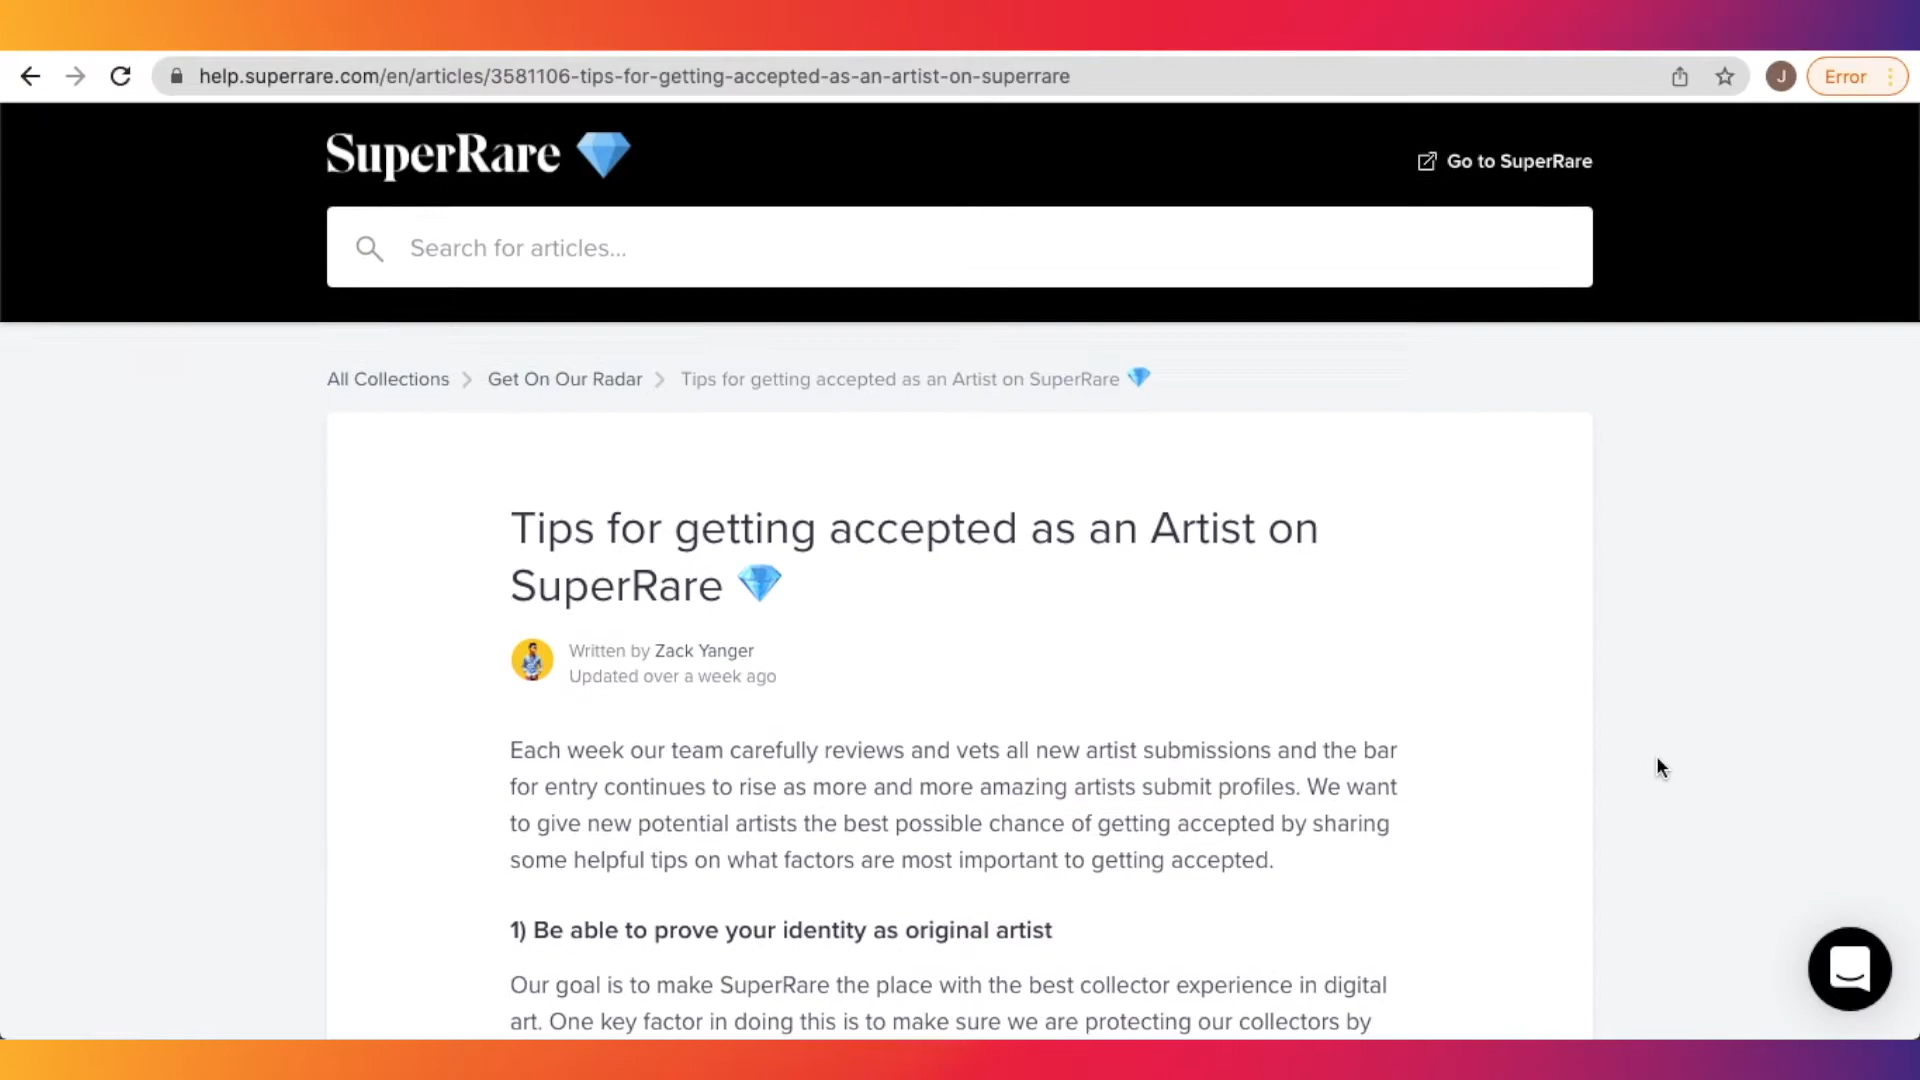 help.superrare.com/en/articles/3581106-tips-for-getting-accepted-as-an-artist-on-superrare
J
Error
SuperRare
Go to SuperRare
Search for articles...
All Collections > Get On Our Radar > Tips for getting accepted as an Artist on SuperRare 💎
Tips for getting accepted as an Artist on
SuperRare 💎
Written by Zack Yanger
Updated over a week ago
Each week our team carefully reviews and vets all new artist submissions and the bar
for entry continues to rise as more and more amazing artists submit profiles. We want
to give new potential artists the best possible chance of getting accepted by sharing
some helpful tips on what factors are most important to getting accepted.
1) Be able to prove your identity as original artist
Our goal is to make SuperRare the place with the best collector experience in digital
art. One key factor in doing this is to make sure we are protecting our collectors by